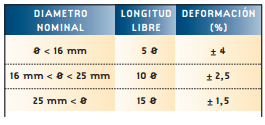 DIAMETRO NOMINAL
LONGITUD LIBRE
DEFORMACIÓN (%)
Ø < 16 mm
5 Ø
± 4
16 mm < Ø < 25 mm
10 Ø
± 2,5
25 mm < Ø
15 Ø
± 1,5